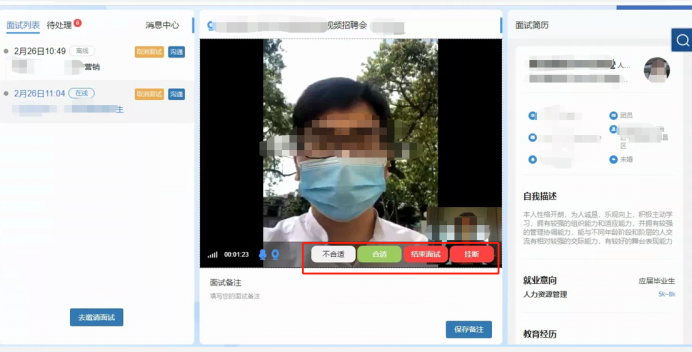 面试列表 待处理 6 消息中心
2月26日10:49 离线 取消面试 沟通
营销
2月26日11:04 在线 取消面试 沟通
生
去邀请面试
视频招聘会
00:01:23
不合适 合适 结束面试 挂断
面试备注
填写您的面试备注
保存备注
面试简历
人...
团员
区
未婚
自我描述
本人性格开朗、为人诚恳、乐观向上、积极主动学
习、拥有较强的组织能力和适应能力、并拥有较强
的管理协调能力，能与不同年龄阶段和阶层的人交
流有相对较强的交际能力、有较好的舞台表现能力
就业意向 应届毕业生
人力资源管理 5k-8k
教育经历